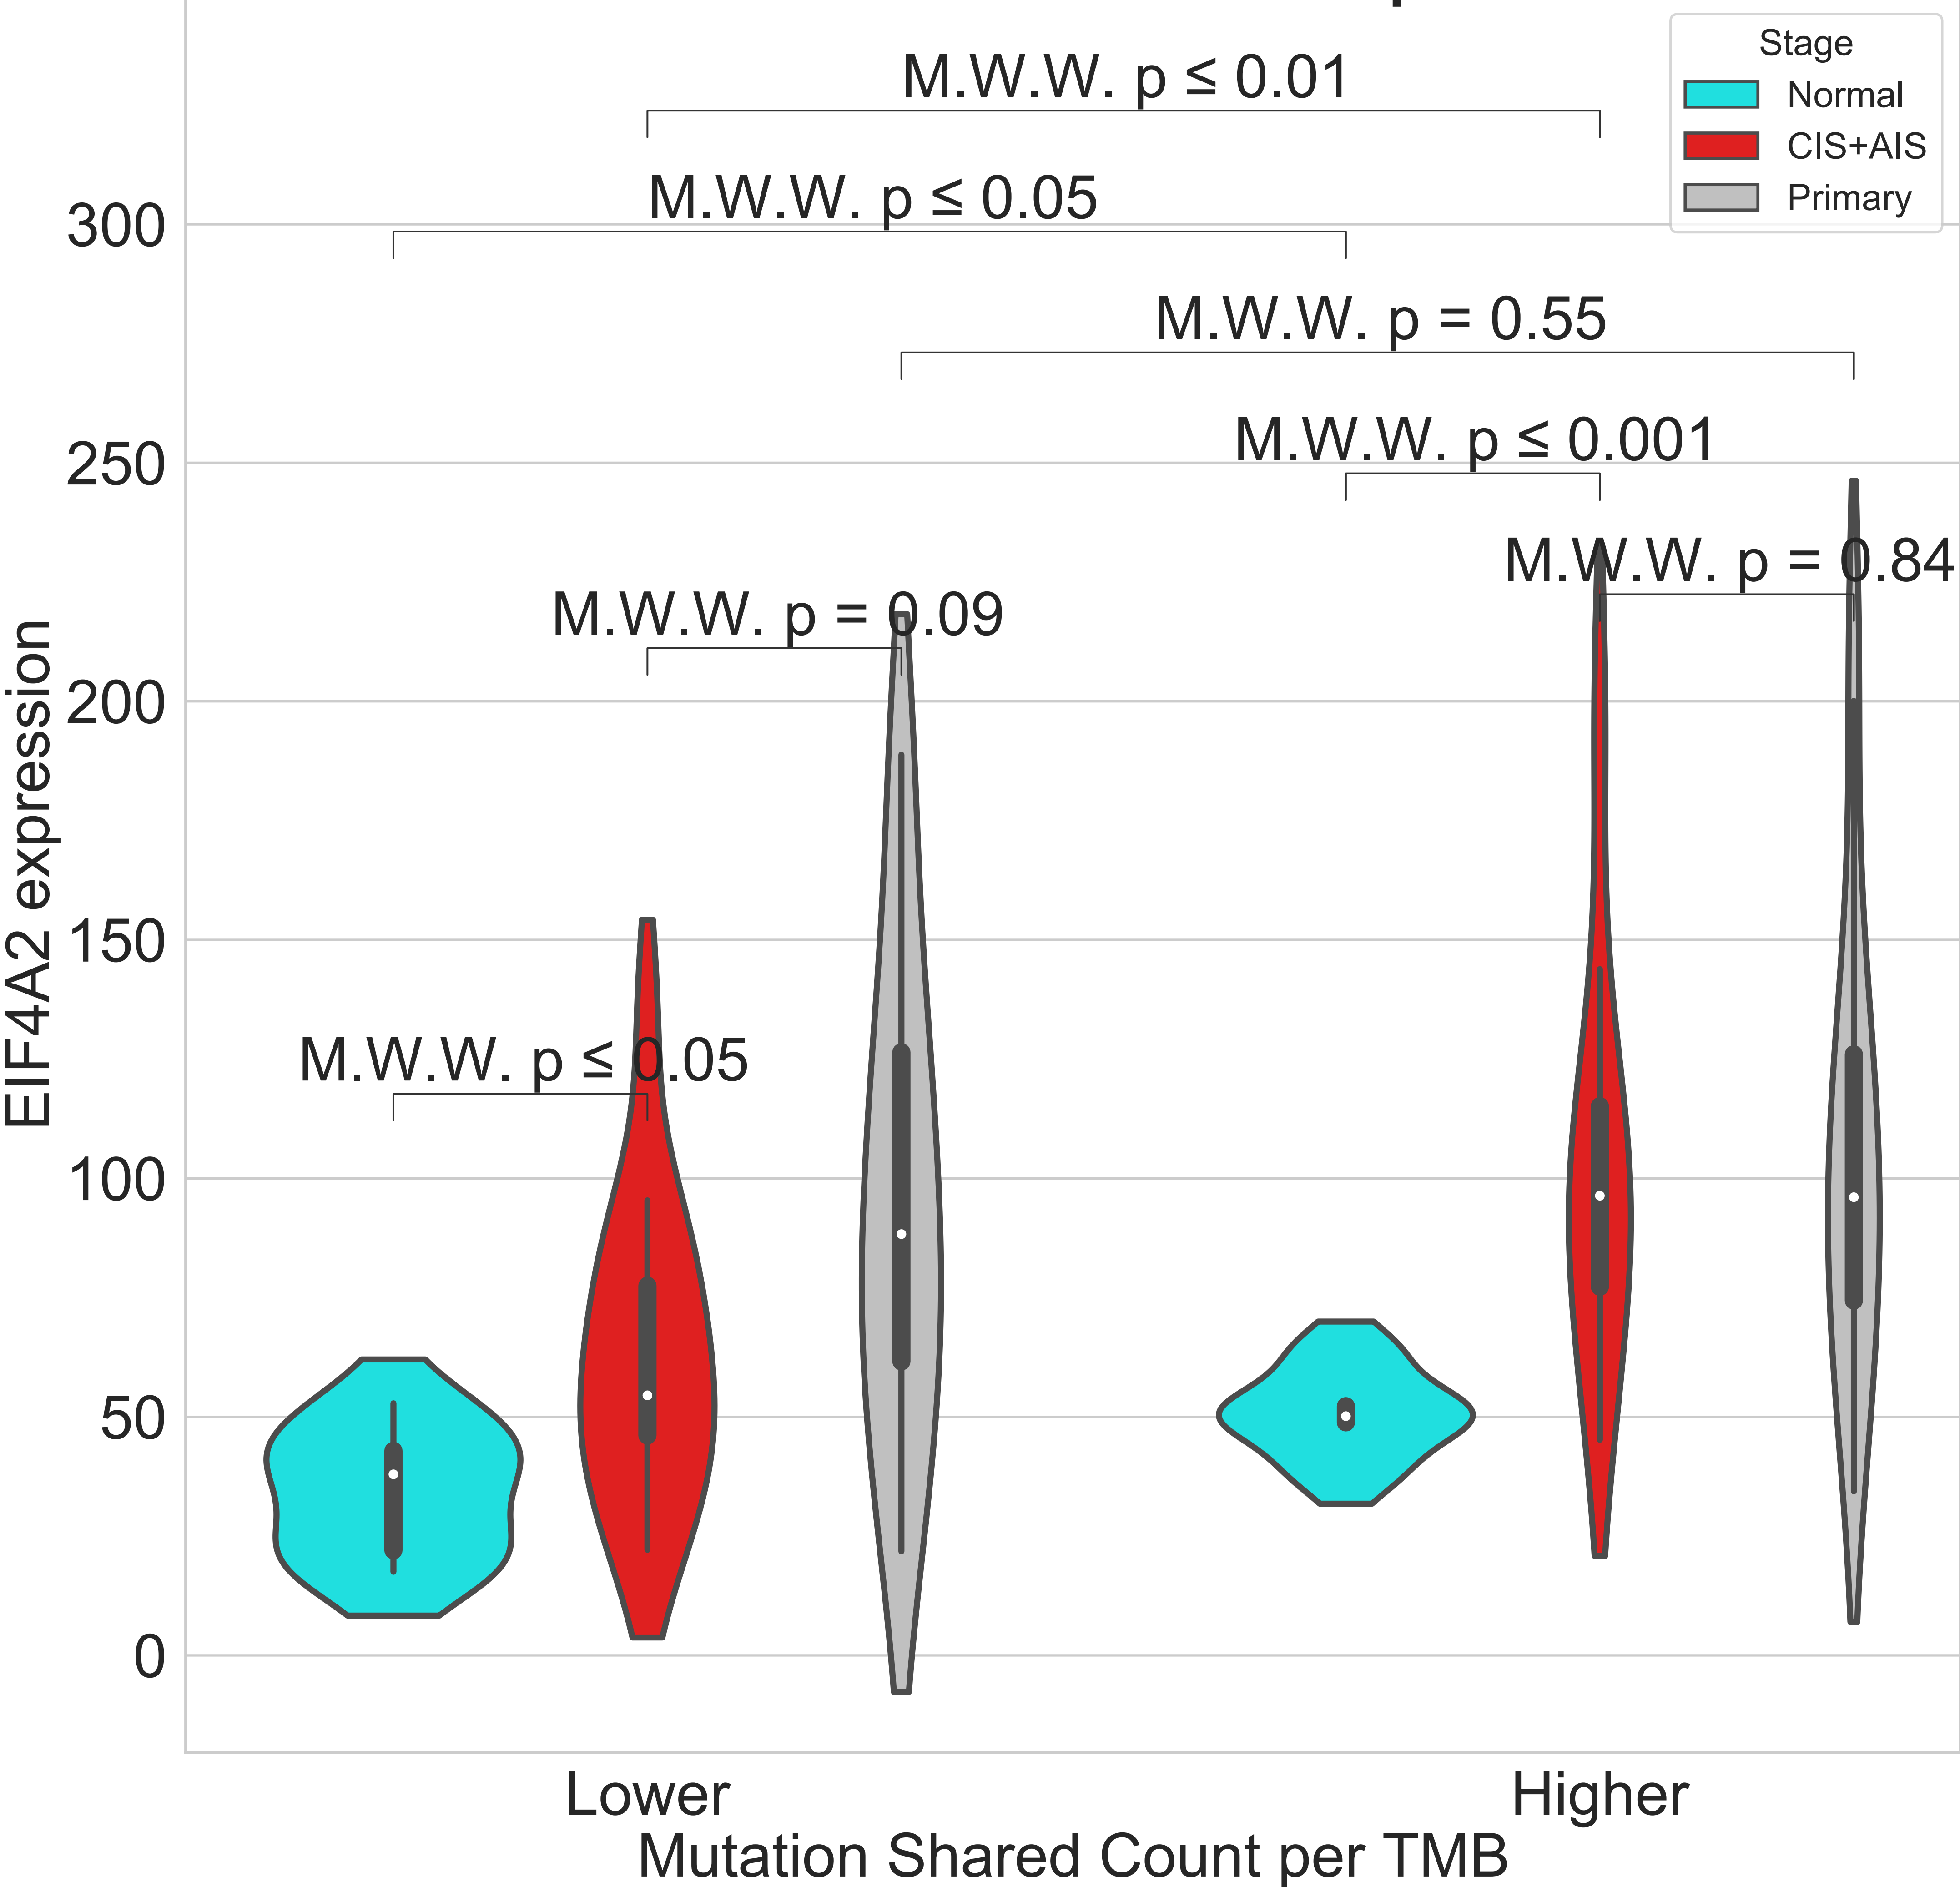 Stage
Normal
CIS+AIS
Primary
M.W.W. p ≤ 0.01
M.W.W. p ≤ 0.05
M.W.W. p = 0.55
M.W.W. p ≤ 0.001
M.W.W. p = 0.84
M.W.W. p = 0.09
M.W.W. p ≤ 0.05
300
250
200
150
100
50
0
EIF4A2 expression
Lower
Higher
Mutation Shared Count per TMB